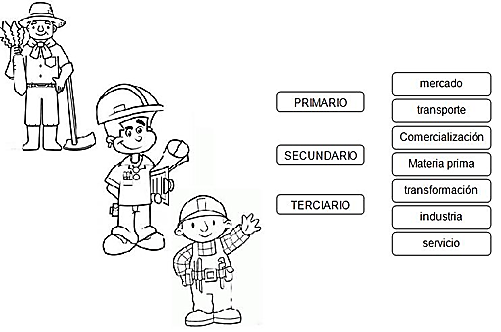 PRIMARIO
SECUNDARIO
TERCIARIO
mercado
transporte
Comercialización
Materia prima
transformación
industria
servicio